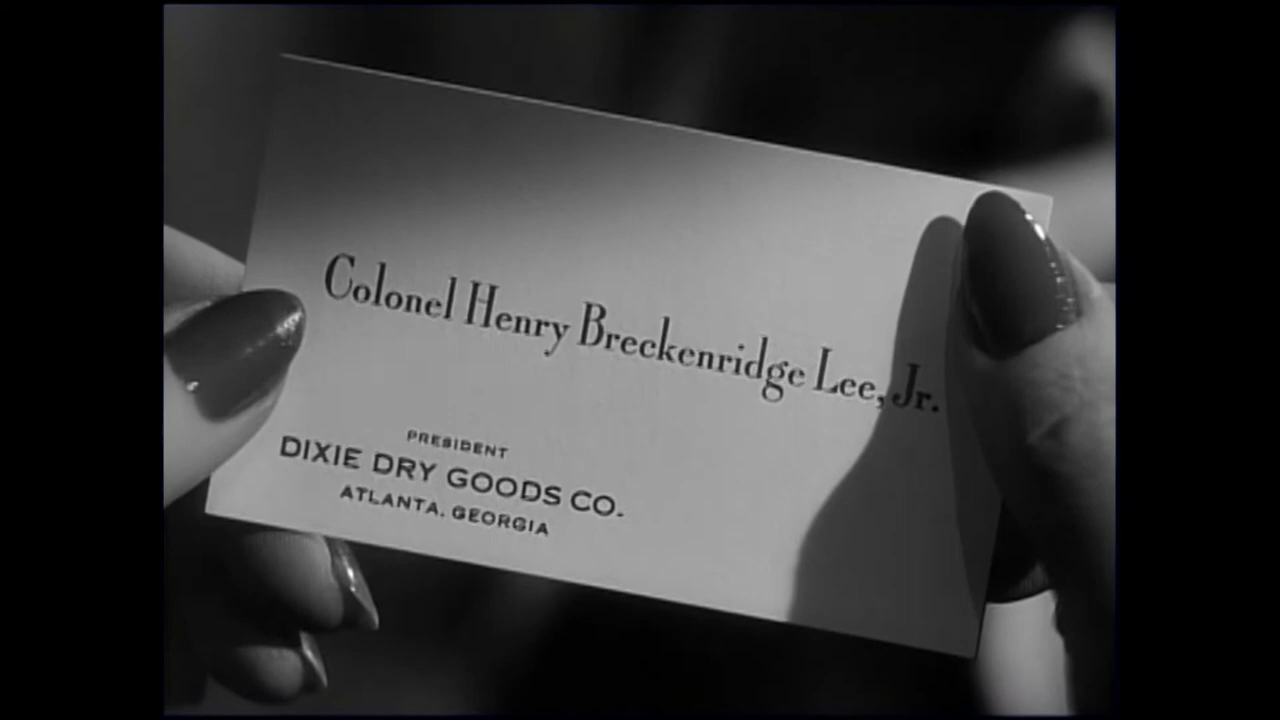 Colonel Henry Breckenridge Lee, Jr.
PRESIDENT
DIXIE DRY GOODS CO.
ATLANTA, GEORGIA